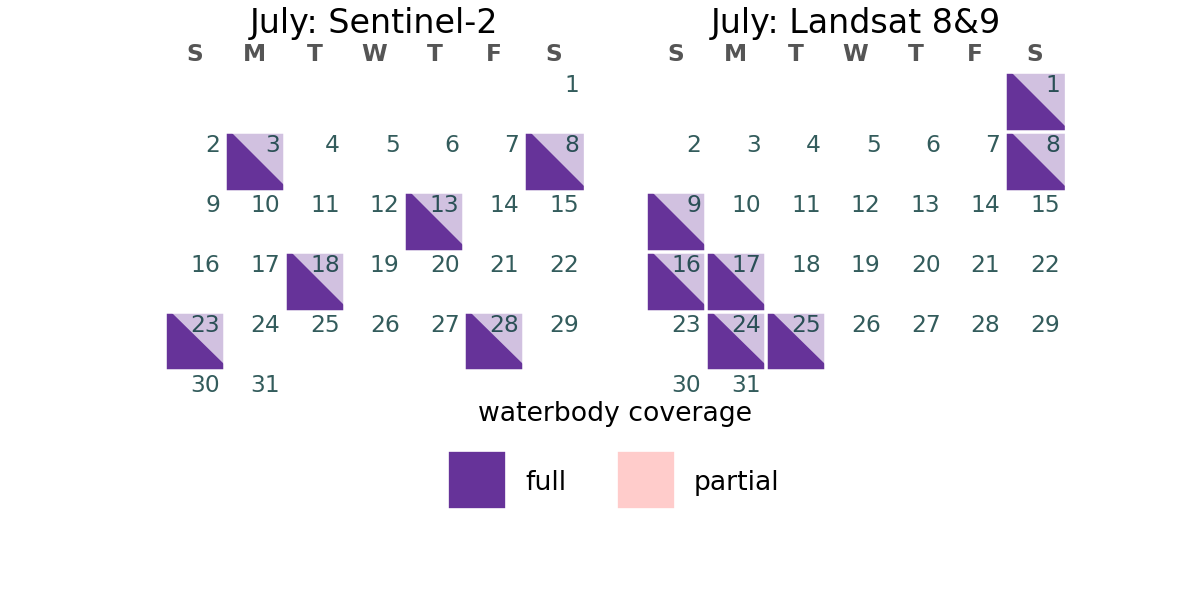 July: Sentinel-2
S M T W T F S
1
2 3 4 5 6 7 8
9 10 11 12 13 14 15
16 17 18 19 20 21 22
23 24 25 26 27 28 29
30 31
July: Landsat 8&9
S M T W T F S
1
2 3 4 5 6 7 8
9 10 11 12 13 14 15
16 17 18 19 20 21 22
23 24 25 26 27 28 29
30 31
waterbody coverage
full
partial